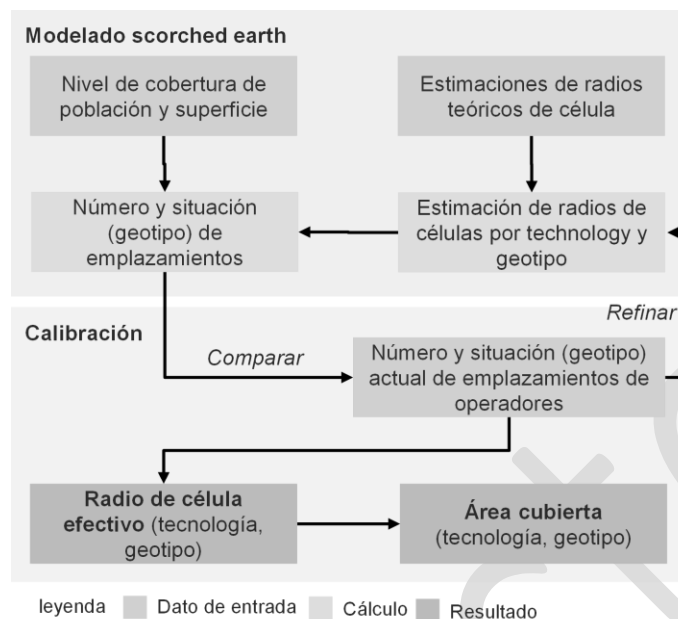 Modelado scorched earth
Nivel de cobertura de
población y superficie
Estimaciones de radios
teóricos de célula
Número y situación
(geotipo) de
emplazamientos
Estimación de radios de
células por technology y
geotipo
Refinar
Calibración
Comparar
Número y situación (geotipo)
actual de emplazamientos de
operadores
Radio de célula
efectivo (tecnología,
geotipo)
Área cubierta
(tecnología, geotipo)
leyenda Dato de entrada Cálculo Resultado